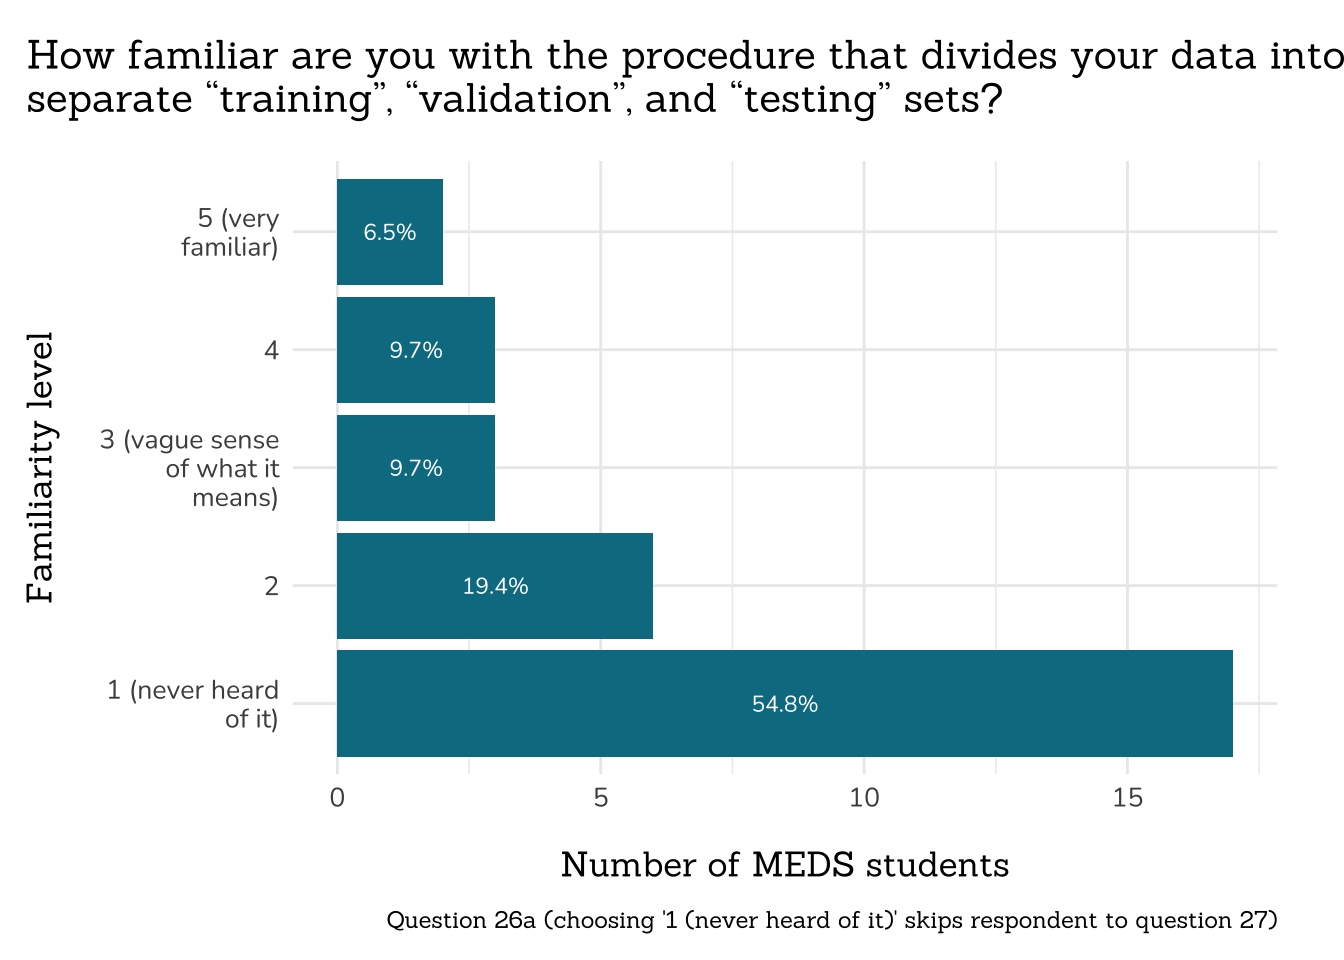 How familiar are you with the procedure that divides your data into
separate “training”, “validation”, and “testing” sets?
Familiarity level
5 (very
familiar)
6.5%
4
9.7%
3 (vague sense
of what it
means)
9.7%
2
19.4%
1 (never heard
of it)
54.8%
0
5
10
15
Number of MEDS students
Question 26a (choosing '1 (never heard of it)' skips respondent to question 27)